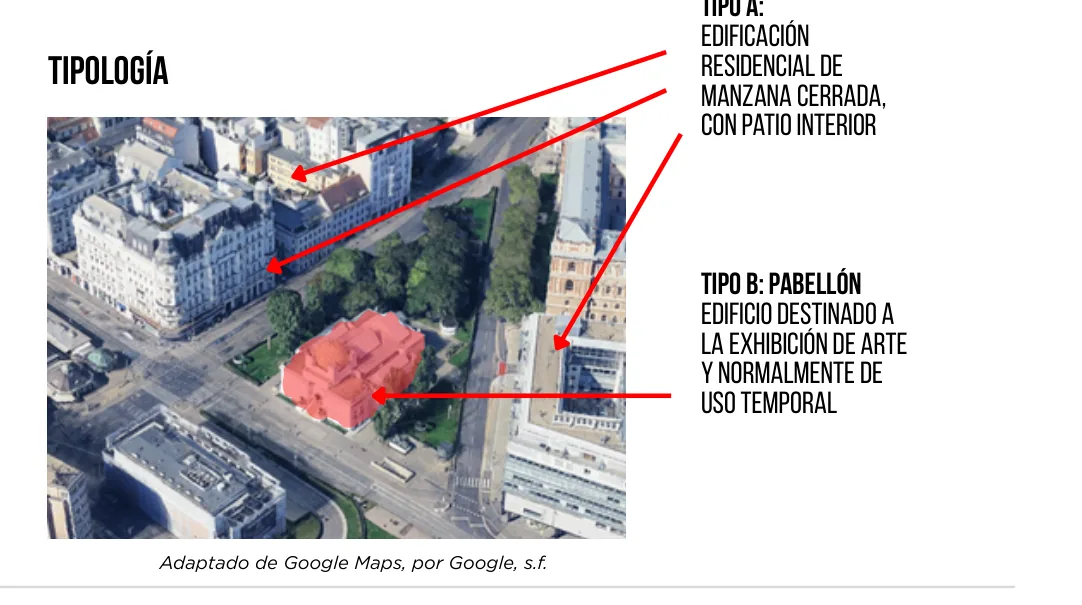 TIPOLOGÍA
TIPO A:
EDIFICACIÓN
RESIDENCIAL DE
MANZANA CERRADA,
CON PATIO INTERIOR
TIPO B: PABELLÓN
EDIFICIO DESTINADO A
LA EXHIBICIÓN DE ARTE
Y NORMALMENTE DE
USO TEMPORAL
Adaptado de Google Maps, por Google, s.f.